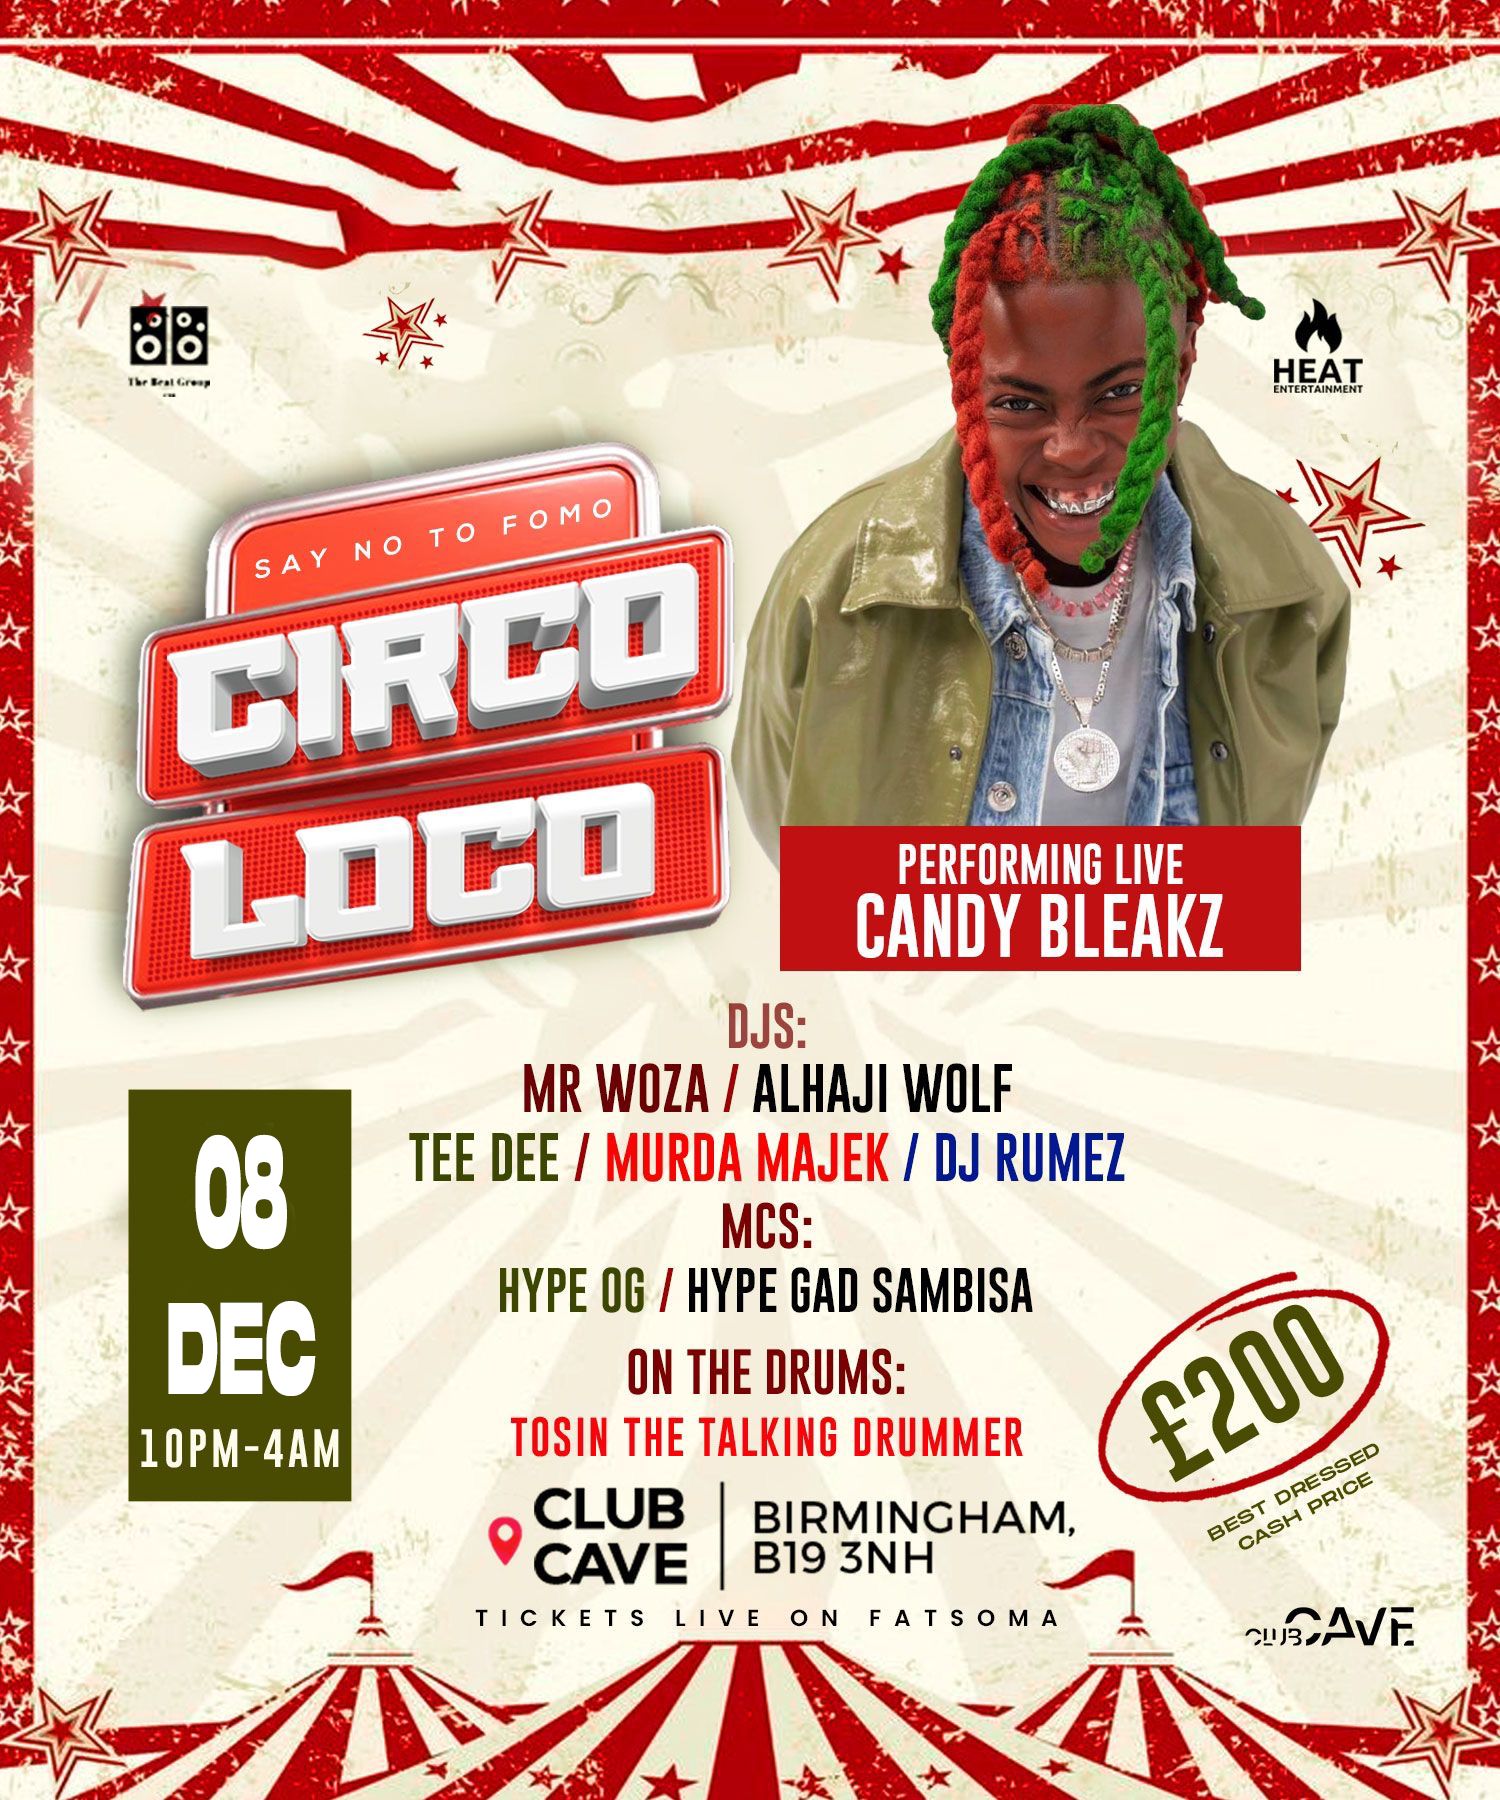 The Beat Group
HEAT
ENTERTAINMENT
SAY NO TO FOMO
CIRCO
LOCO
PERFORMING LIVE
CANDY BLEAKZ
DJS:
MR WOZA / ALHAJI WOLF
TEE DEE / MURDA MAJEK / DJ RUMEZ
MCS:
HYPE OG / HYPE GAD SAMBISA
ON THE DRUMS:
TOSIN THE TALKING DRUMMER
08
DEC
10PM-4AM
£200
BEST DRESSED
CASH PRICE
CLUB
CAVE
BIRMINGHAM,
B19 3NH
TICKETS LIVE ON FATSOMA
CLUB CAVE